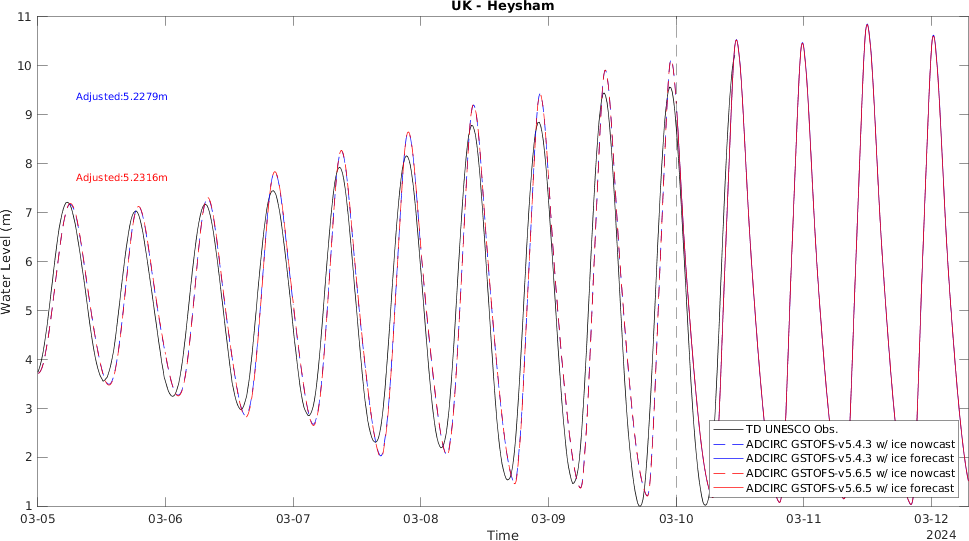 UK - Heysham
11
10
9
8
7
6
5
4
3
2
1
Water Level (m)
Adjusted:5.2279m
Adjusted:5.2316m
TD UNESCO Obs.
ADCIRC GSTOFS-v5.4.3 w/ ice nowcast
ADCIRC GSTOFS-v5.4.3 w/ ice forecast
ADCIRC GSTOFS-v5.6.5 w/ ice nowcast
ADCIRC GSTOFS-v5.6.5 w/ ice forecast
03-05 03-06 03-07 03-08 03-09 03-10 03-11 03-12
Time
2024